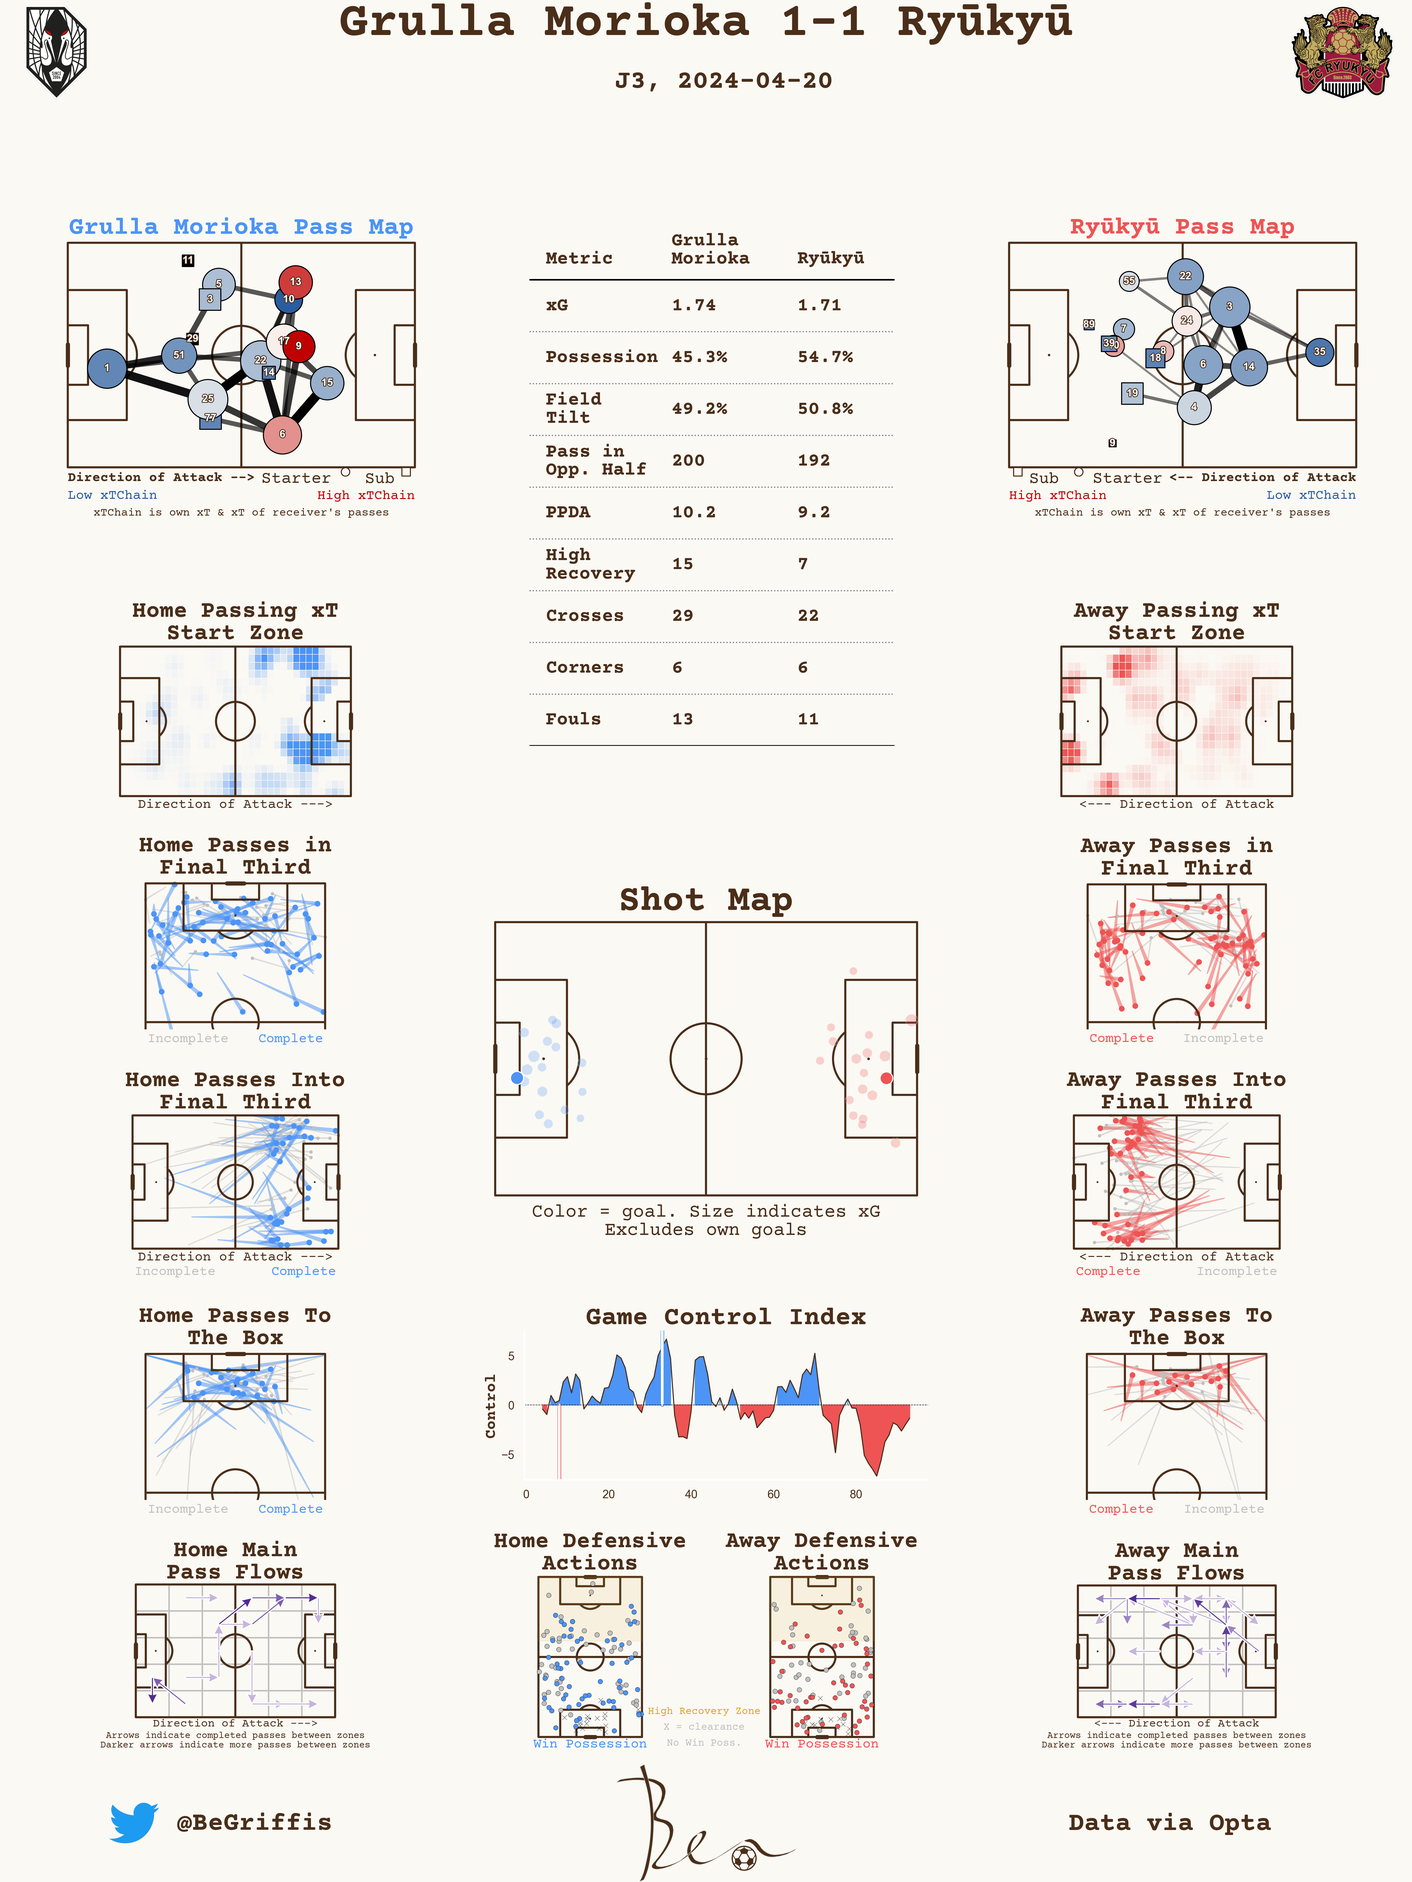 Grulla Morioka 1-1 Ryūkyū
J3, 2024-04-20
SINCE
FC RYUKYU
Since.2003
Grulla Morioka Pass Map
11
5
3
13
10
29
51
17
9
1
22
14
15
25
77
6
Direction of Attack --> Starter Sub
Low xTChain High xTChain
xTChain is own xT & xT of receiver's passes
Metric Grulla Morioka Ryūkyū
xG 1.74 1.71
Possession 45.3% 54.7%
Field Tilt 49.2% 50.8%
Pass in Opp. Half 200 192
PPDA 10.2 9.2
High Recovery 15 7
Crosses 29 22
Corners 6 6
Fouls 13 11
Ryūkyū Pass Map
55
22
3
24
89
7
39
8
18
6
14
35
19
4
9
Sub Starter <-- Direction of Attack
High xTChain Low xTChain
xTChain is own xT & xT of receiver's passes
Home Passing xT
Start Zone
Direction of Attack --->
Away Passing xT
Start Zone
<--- Direction of Attack
Home Passes in
Final Third
Incomplete Complete
Away Passes in
Final Third
Complete Incomplete
Shot Map
Color = goal. Size indicates xG
Excludes own goals
Home Passes Into
Final Third
Direction of Attack --->
Incomplete Complete
Away Passes Into
Final Third
<--- Direction of Attack
Complete Incomplete
Home Passes To
The Box
Incomplete Complete
Game Control Index
Control
5
0
−5
0 20 40 60 80
Away Passes To
The Box
Complete Incomplete
Home Main
Pass Flows
Direction of Attack --->
Arrows indicate completed passes between zones
Darker arrows indicate more passes between zones
Home Defensive
Actions
Win Possession
Away Defensive
Actions
Win Possession
High Recovery Zone
X = clearance
No Win Poss.
Away Main
Pass Flows
<--- Direction of Attack
Arrows indicate completed passes between zones
Darker arrows indicate more passes between zones
@BeGriffis
Ben
Data via Opta